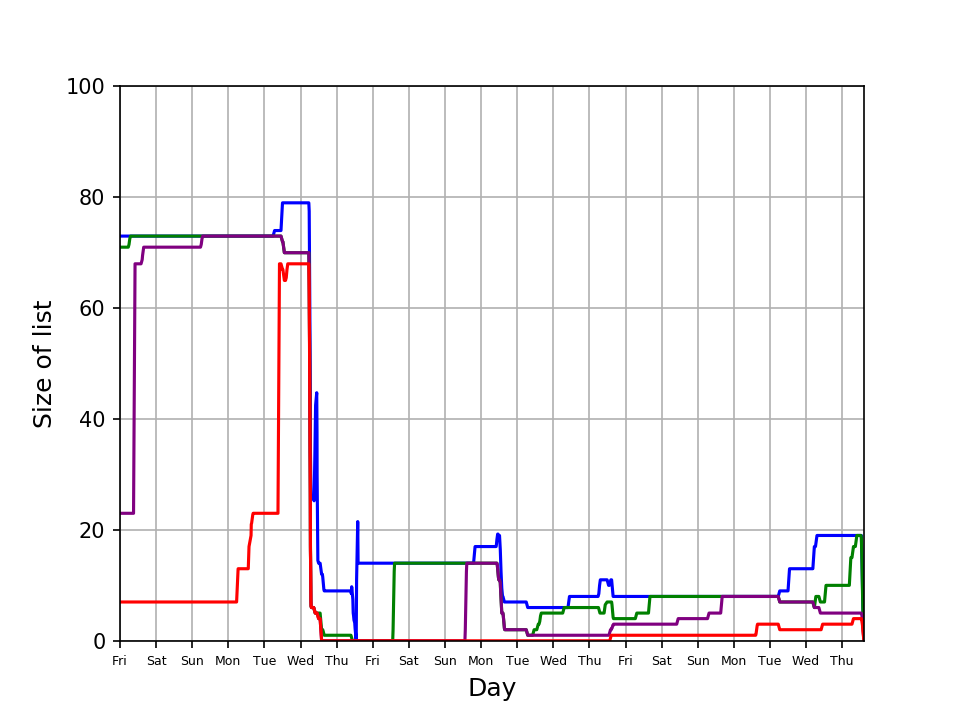 100
80
60
40
20
0
Size of list
Fri Sat Sun Mon Tue Wed Thu Fri Sat Sun Mon Tue Wed Thu Fri Sat Sun Mon Tue Wed Thu
Day